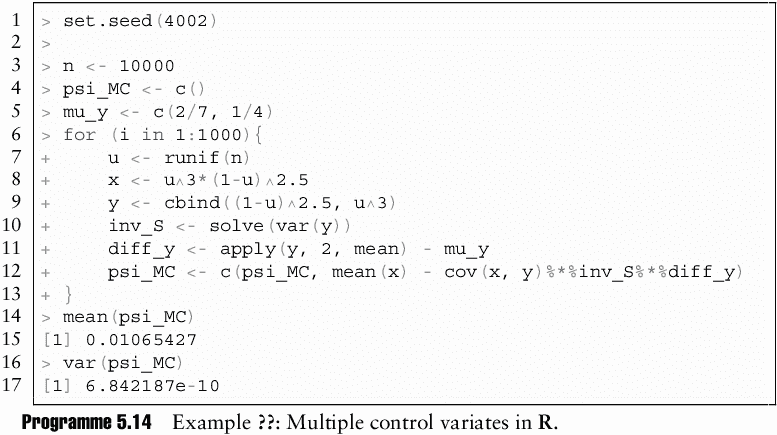 1 > set.seed(4002)
2 >
3 > n <- 10000
4 > psi_MC <- c()
5 > mu_y <- c(2/7, 1/4)
6 > for (i in 1:1000){
7 +     u <- runif(n)
8 +     x <- u^3*(1-u)^2.5
9 +     y <- cbind((1-u)^2.5, u^3)
10 +     inv_S <- solve(var(y))
11 +     diff_y <- apply(y, 2, mean) - mu_y
12 +     psi_MC <- c(psi_MC, mean(x) - cov(x, y)%*%inv_S%*%diff_y)
13 + }
14 > mean(psi_MC)
15 [1] 0.01065427
16 > var(psi_MC)
17 [1] 6.842187e-10
Programme 5.14 Example ??: Multiple control variates in R.